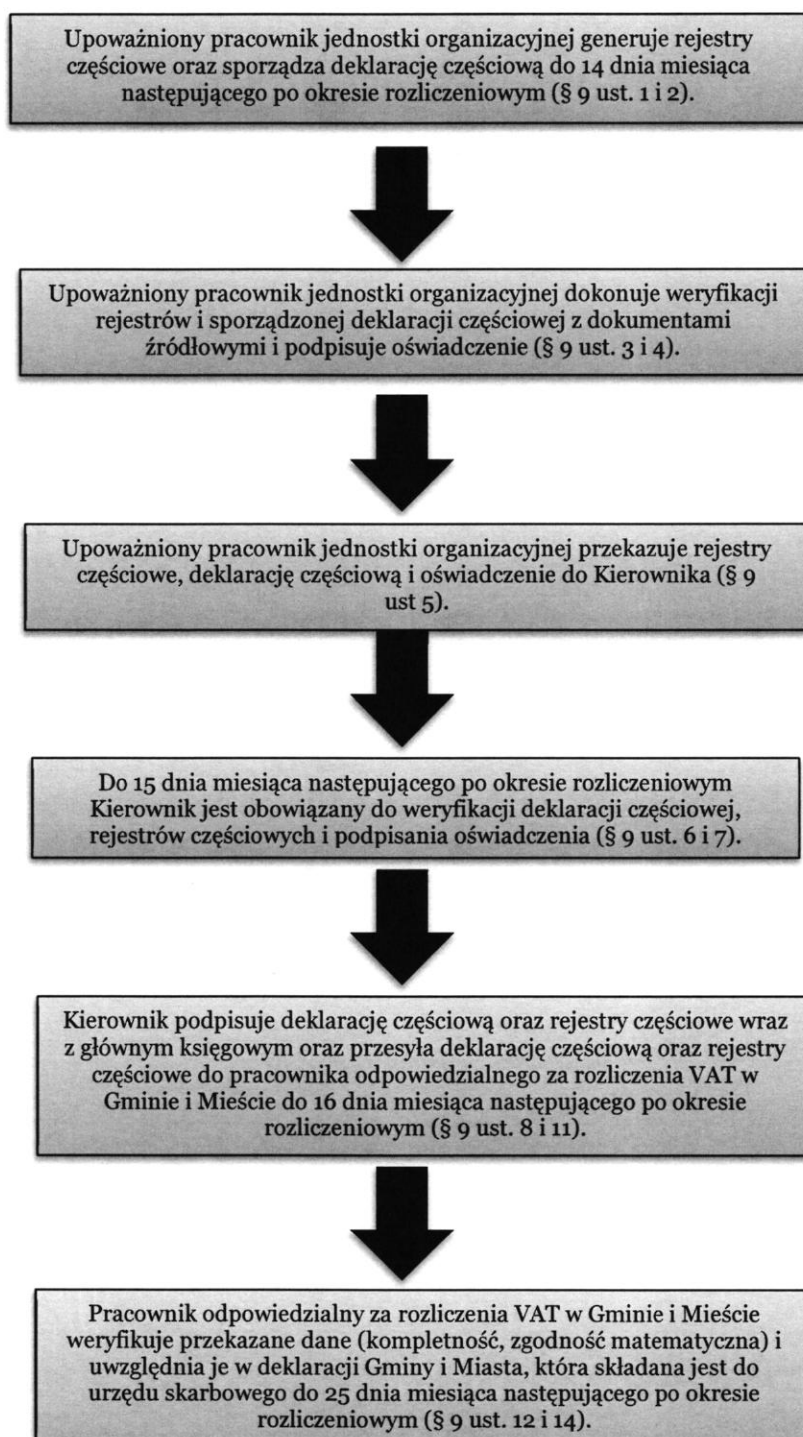 Upoważniony pracownik jednostki organizacyjnej generuje rejestry
częściowe oraz sporządza deklarację częściową do 14 dnia miesiąca
następującego po okresie rozliczeniowym (§ 9 ust. 1 i 2).
Upoważniony pracownik jednostki organizacyjnej dokonuje weryfikacji
rejestrów i sporządzonej deklaracji częściowej z dokumentami
źródłowymi i podpisuje oświadczenie (§ 9 ust. 3 i 4).
Upoważniony pracownik jednostki organizacyjnej przekazuje rejestry
częściowe, deklarację częściową i oświadczenie do Kierownika (§ 9
ust 5).
Do 15 dnia miesiąca następującego po okresie rozliczeniowym
Kierownik jest obowiązany do weryfikacji deklaracji częściowej,
rejestrów częściowych i podpisania oświadczenia (§ 9 ust. 6 i 7).
Kierownik podpisuje deklarację częściową oraz rejestry częściowe wraz
z głównym księgowym oraz przesyła deklarację częściową oraz rejestry
częściowe do pracownika odpowiedzialnego za rozliczenia VAT w
Gminie i Mieście do 16 dnia miesiąca następującego po okresie
rozliczeniowym (§ 9 ust. 8 i 11).
Pracownik odpowiedzialny za rozliczenia VAT w Gminie i Mieście
weryfikuje przekazane dane (kompletność, zgodność matematyczna) i
uwzględnia je w deklaracji Gminy i Miasta, która składana jest do
urzędu skarbowego do 25 dnia miesiąca następującego po okresie
rozliczeniowym (§ 9 ust. 12 i 14).